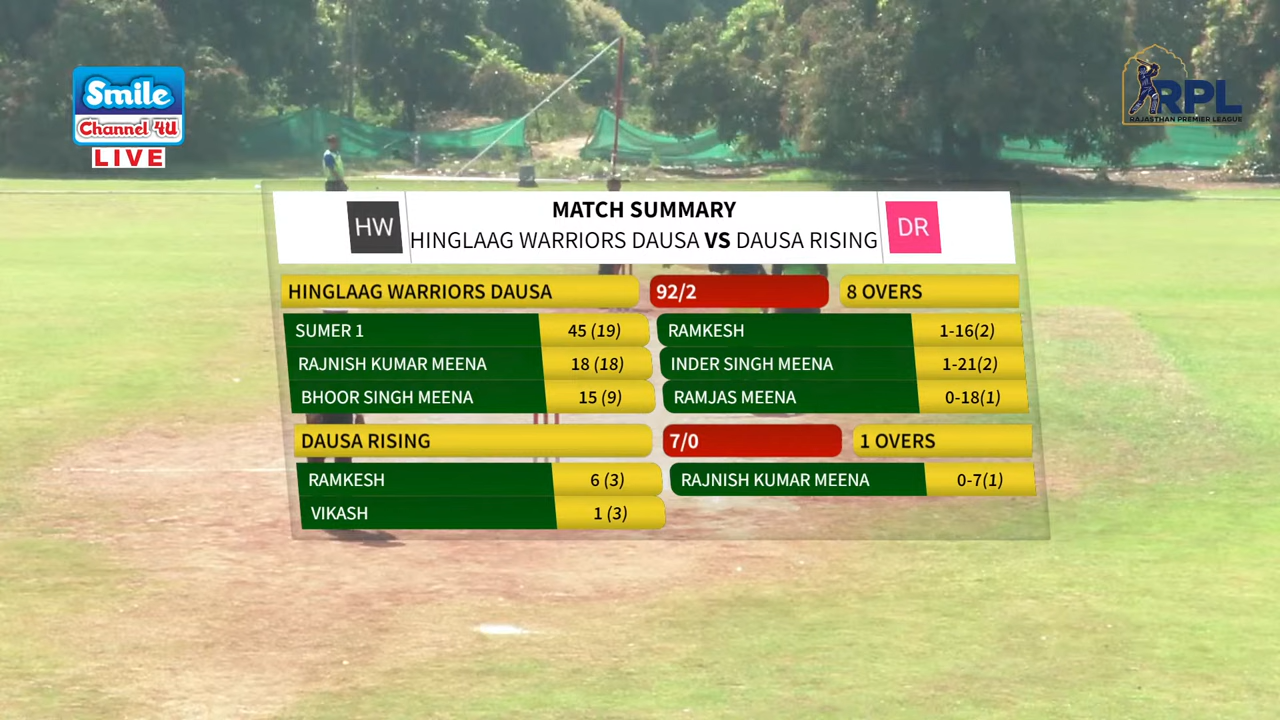 Smile
Channel 4U
LIVE
RPL
RAJASTHAN PREMIER LEAGUE
MATCH SUMMARY
HW
HINGLAAG WARRIORS DAUSA VS DAUSA RISING
DR
HINGLAAG WARRIORS DAUSA 92/2 8 OVERS
SUMER 1 45 (19) RAMKESH 1-16(2)
RAJNISH KUMAR MEENA 18 (18) INDER SINGH MEENA 1-21(2)
BHOOR SINGH MEENA 15 (9) RAMJAS MEENA 0-18(1)
DAUSA RISING 7/0 1 OVERS
RAMKESH 6 (3) RAJNISH KUMAR MEENA 0-7(1)
VIKASH 1 (3)